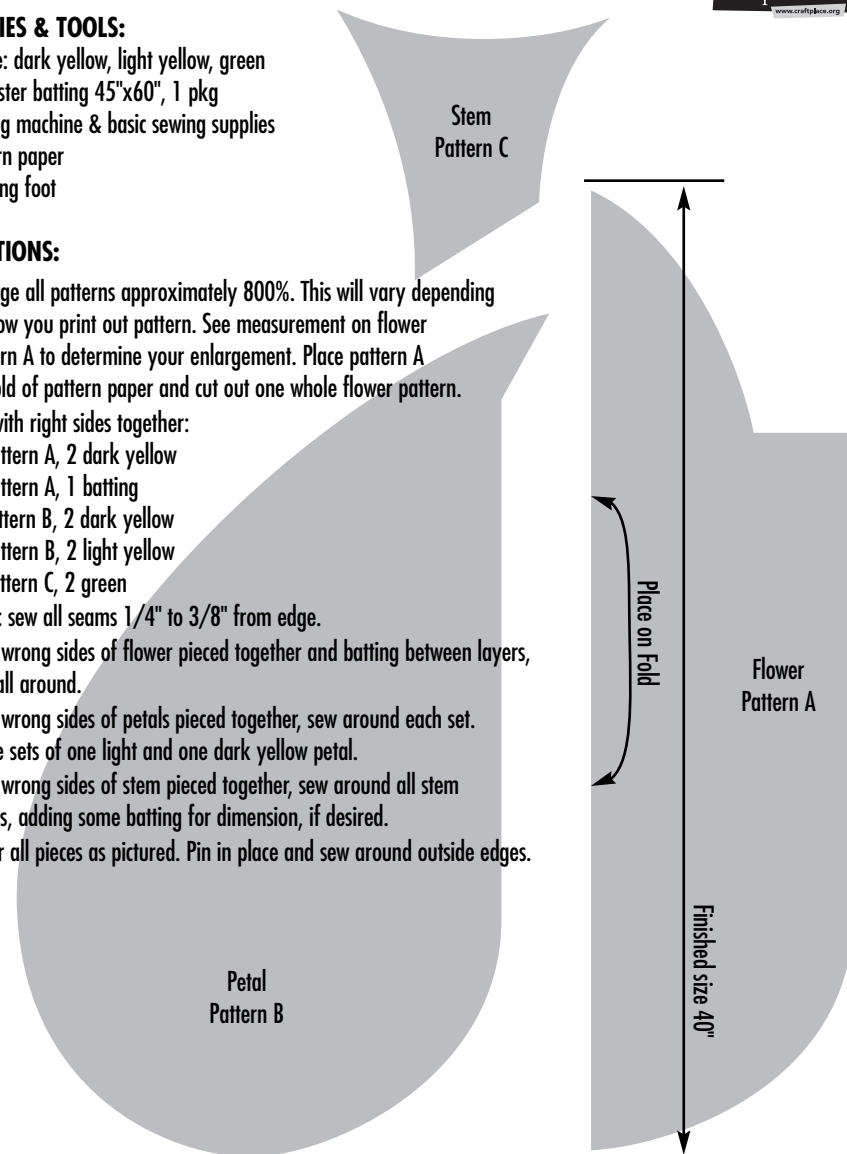 www.craftplace.org
IES & TOOLS:
e: dark yellow, light yellow, green
ster batting 45"x60", 1 pkg
g machine & basic sewing supplies
rn paper
ng foot
TIONS:
ge all patterns approximately 800%. This will vary depending
ow you print out pattern. See measurement on flower
rn A to determine your enlargement. Place pattern A
old of pattern paper and cut out one whole flower pattern.
with right sides together:
ttern A, 2 dark yellow
ttern A, 1 batting
ttern B, 2 dark yellow
ttern B, 2 light yellow
ttern C, 2 green
: sew all seams 1/4" to 3/8" from edge.
wrong sides of flower pieced together and batting between layers,
all around.
wrong sides of petals pieced together, sew around each set.
e sets of one light and one dark yellow petal.
wrong sides of stem pieced together, sew around all stem
s, adding some batting for dimension, if desired.
r all pieces as pictured. Pin in place and sew around outside edges.
Stem
Pattern C
Place on Fold
Flower
Pattern A
Finished size 40"
Petal
Pattern B